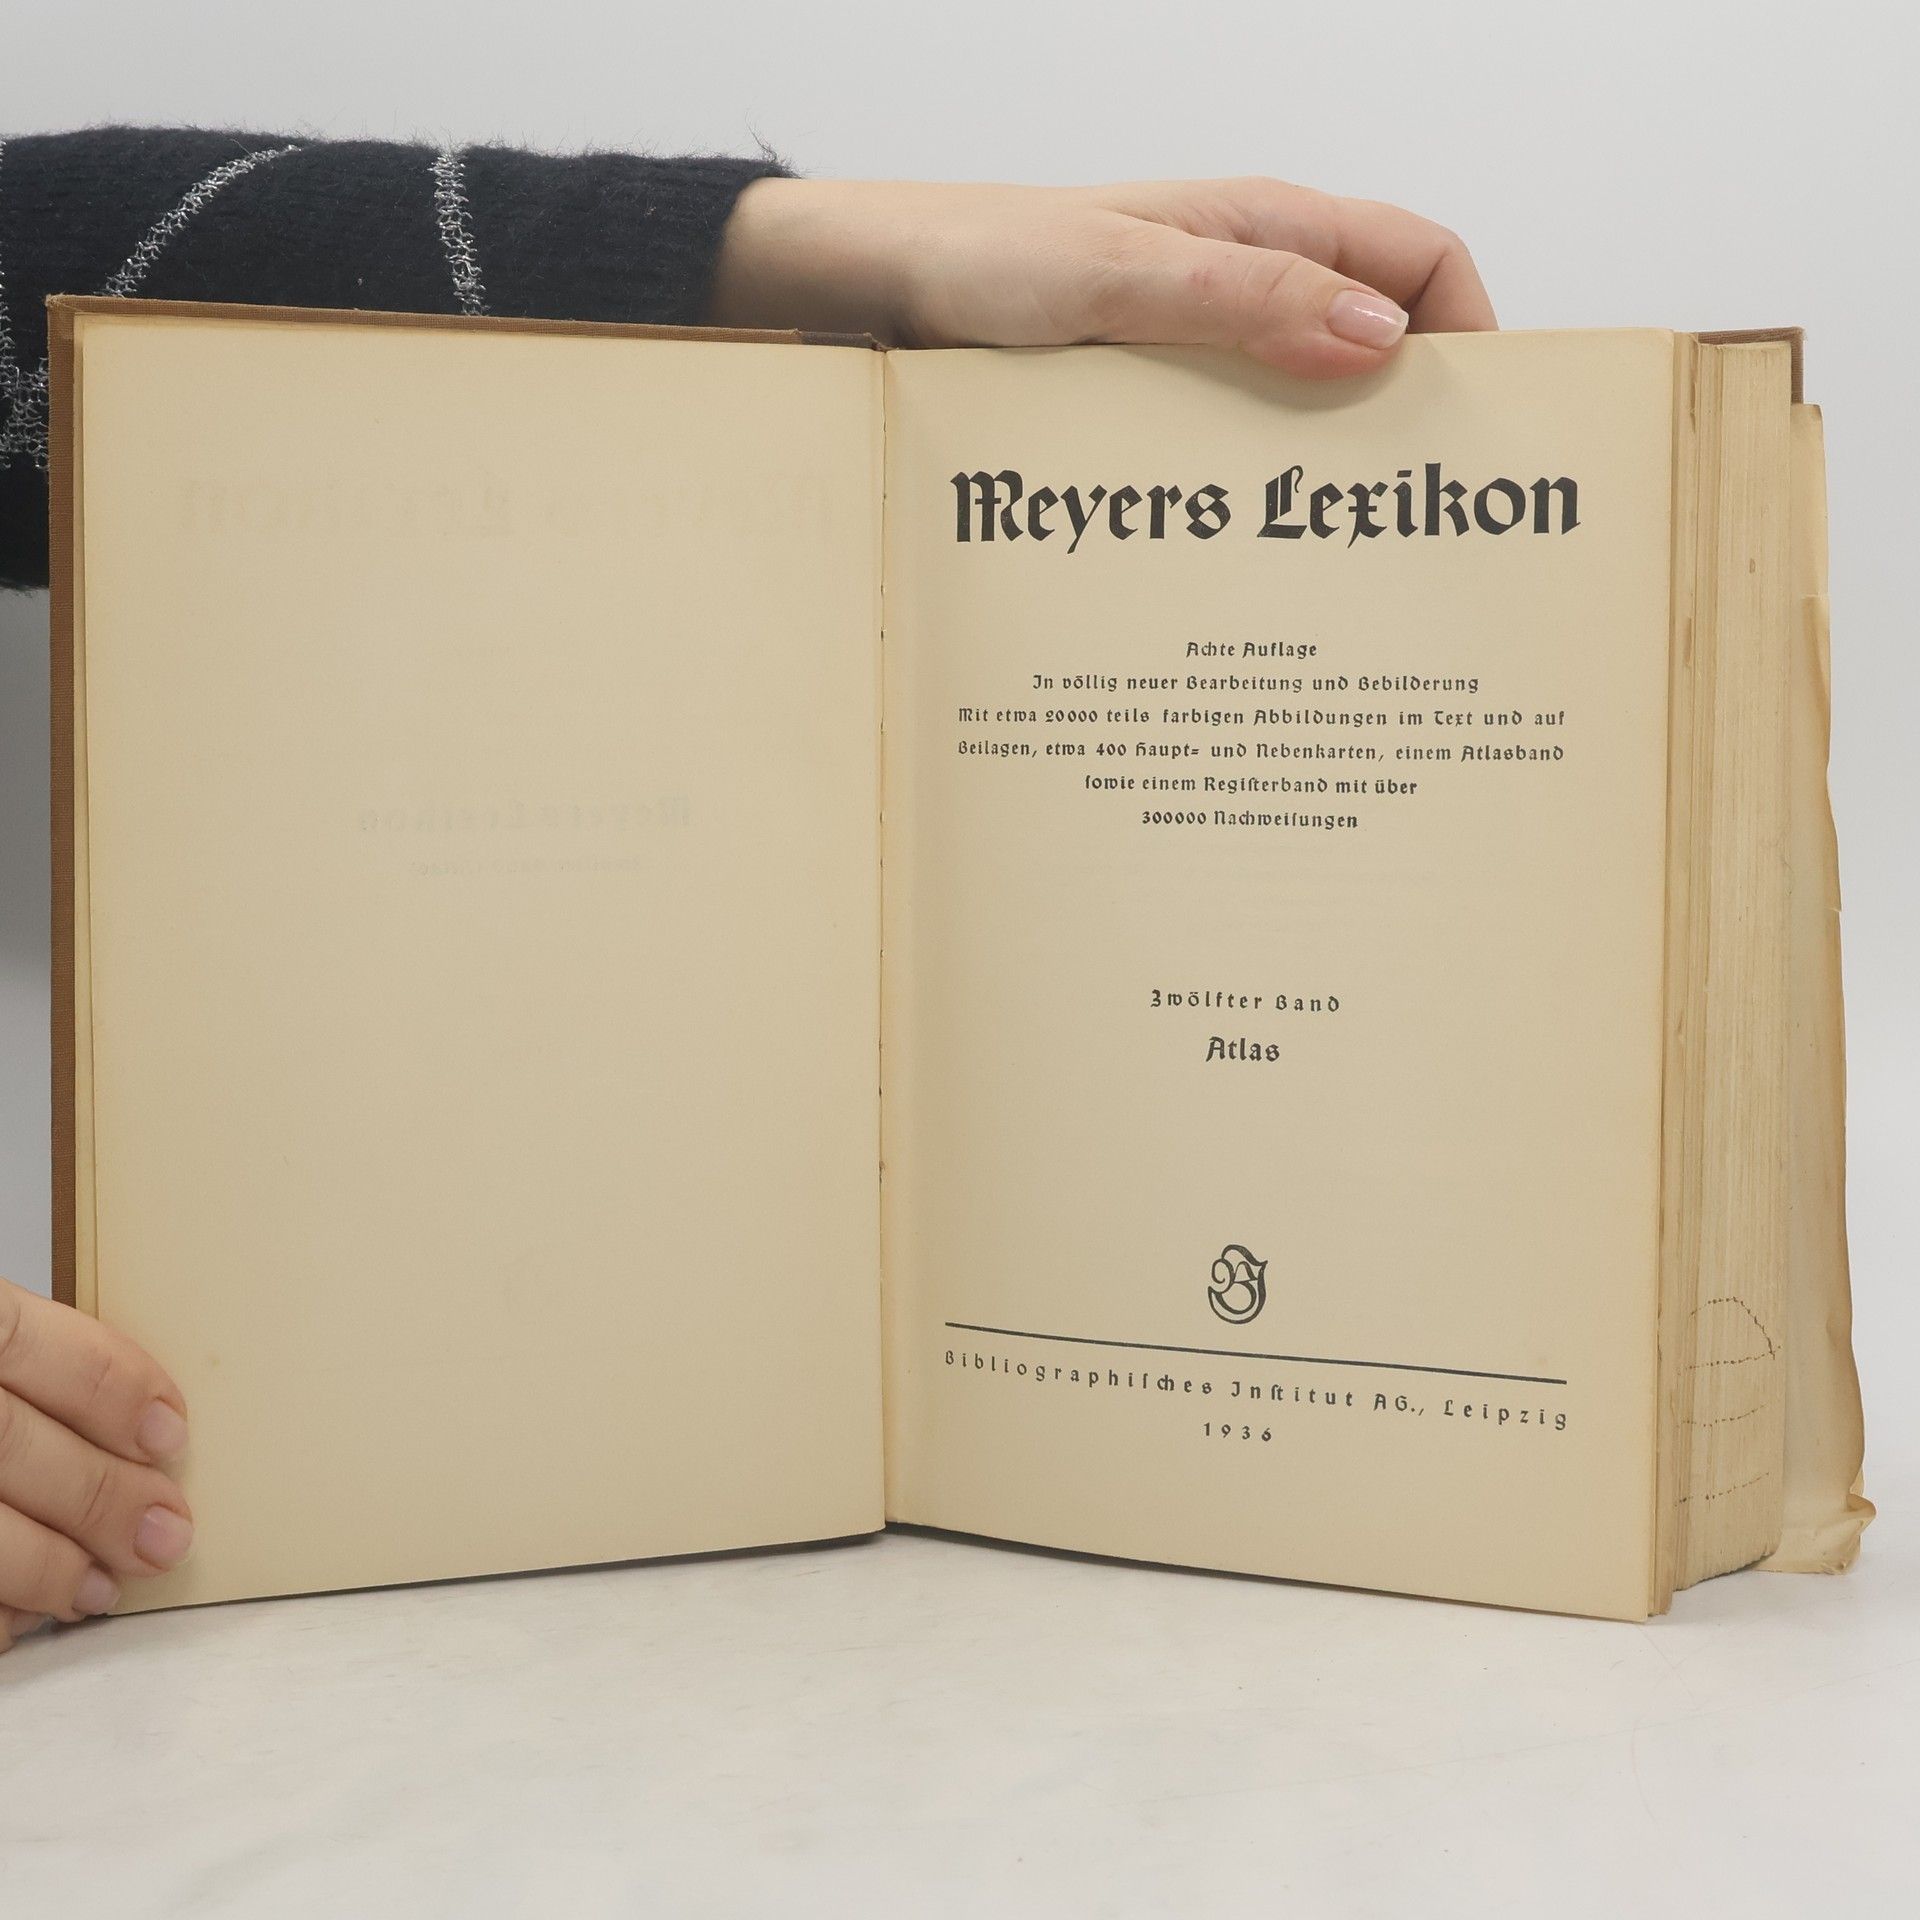 Meyers Lexikon
Achte Auflage
In völlig neuer Bearbeitung und Bebilderung
Mit etwa 20000 teils farbigen Abbildungen im Text und auf
Beilagen, etwa 400 Haupt= und Nebenkarten, einem Atlasband
ſowie einem Regiſterband mit über
300000 Nachweiſungen
Zwölfter Band
Atlas
BI
Bibliographiſches Inſtitut AG., Leipzig
1936